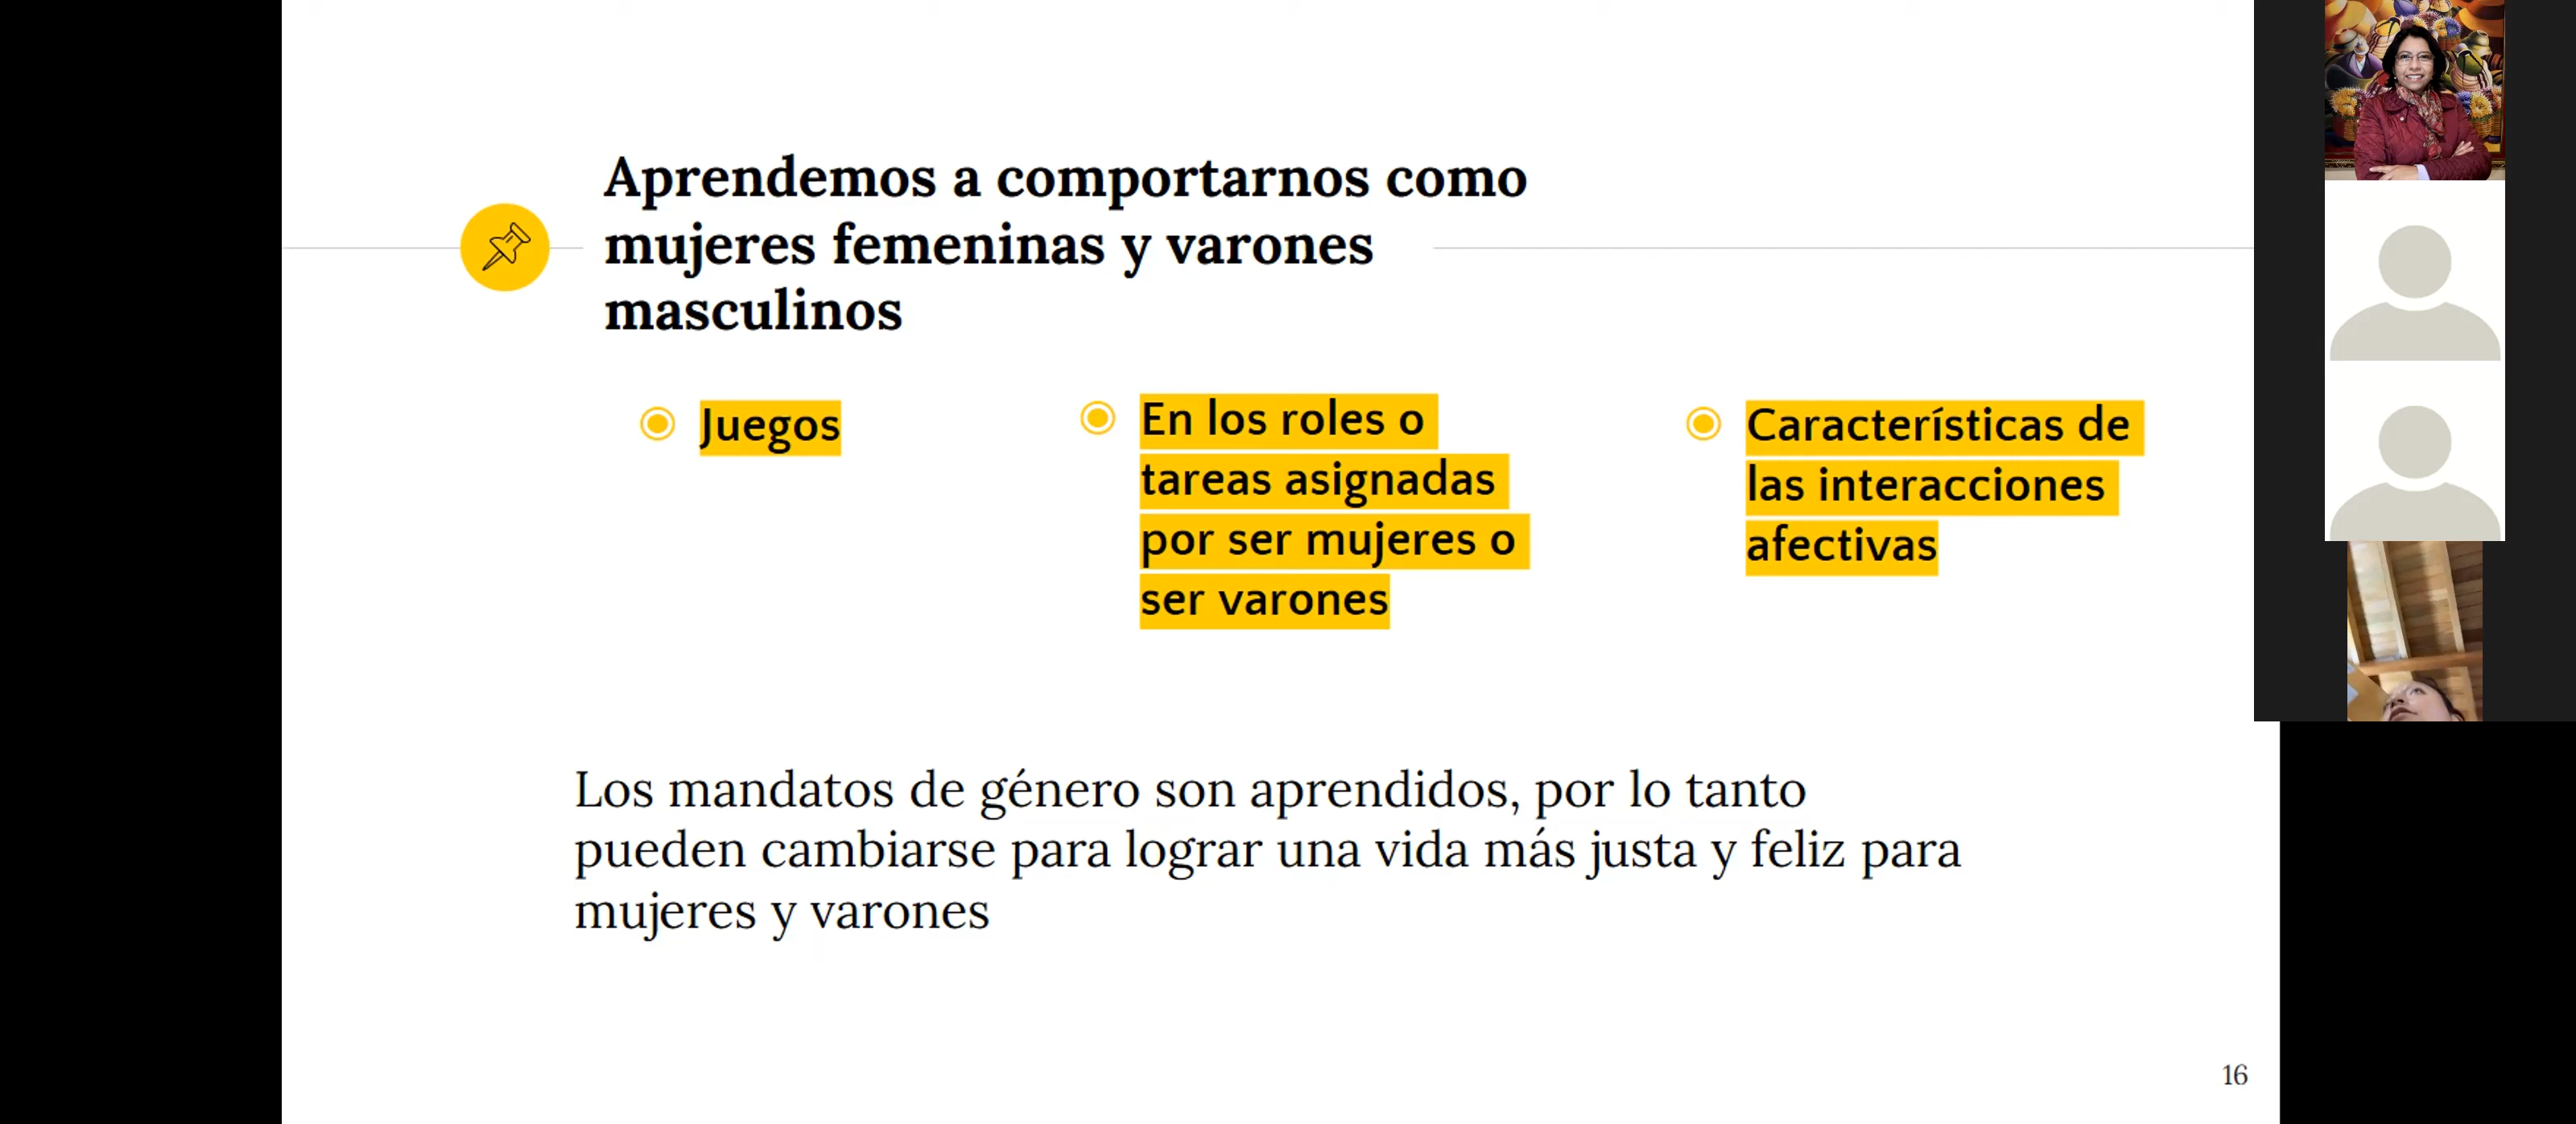 Aprendemos a comportarnos como
mujeres femeninas y varones
masculinos
Juegos
En los roles o
tareas asignadas
por ser mujeres o
ser varones
Características de
las interacciones
afectivas
Los mandatos de género son aprendidos, por lo tanto
pueden cambiarse para lograr una vida más justa y feliz para
mujeres y varones
16